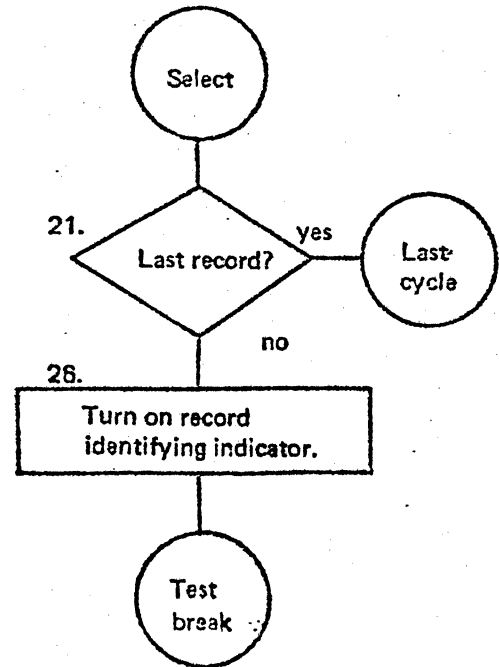 Select
21.
Last record?
yes
Last
cycle
no
26.
Turn on record
identifying indicator.
Test
break